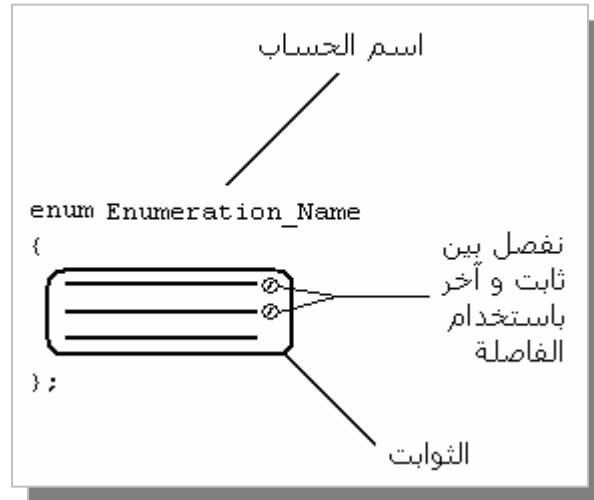 اسم الحساب
enum Enumeration_Name
{
نفصل بين
ثابت و آخر
باستخدام
الفاصلة
};
الثوابت